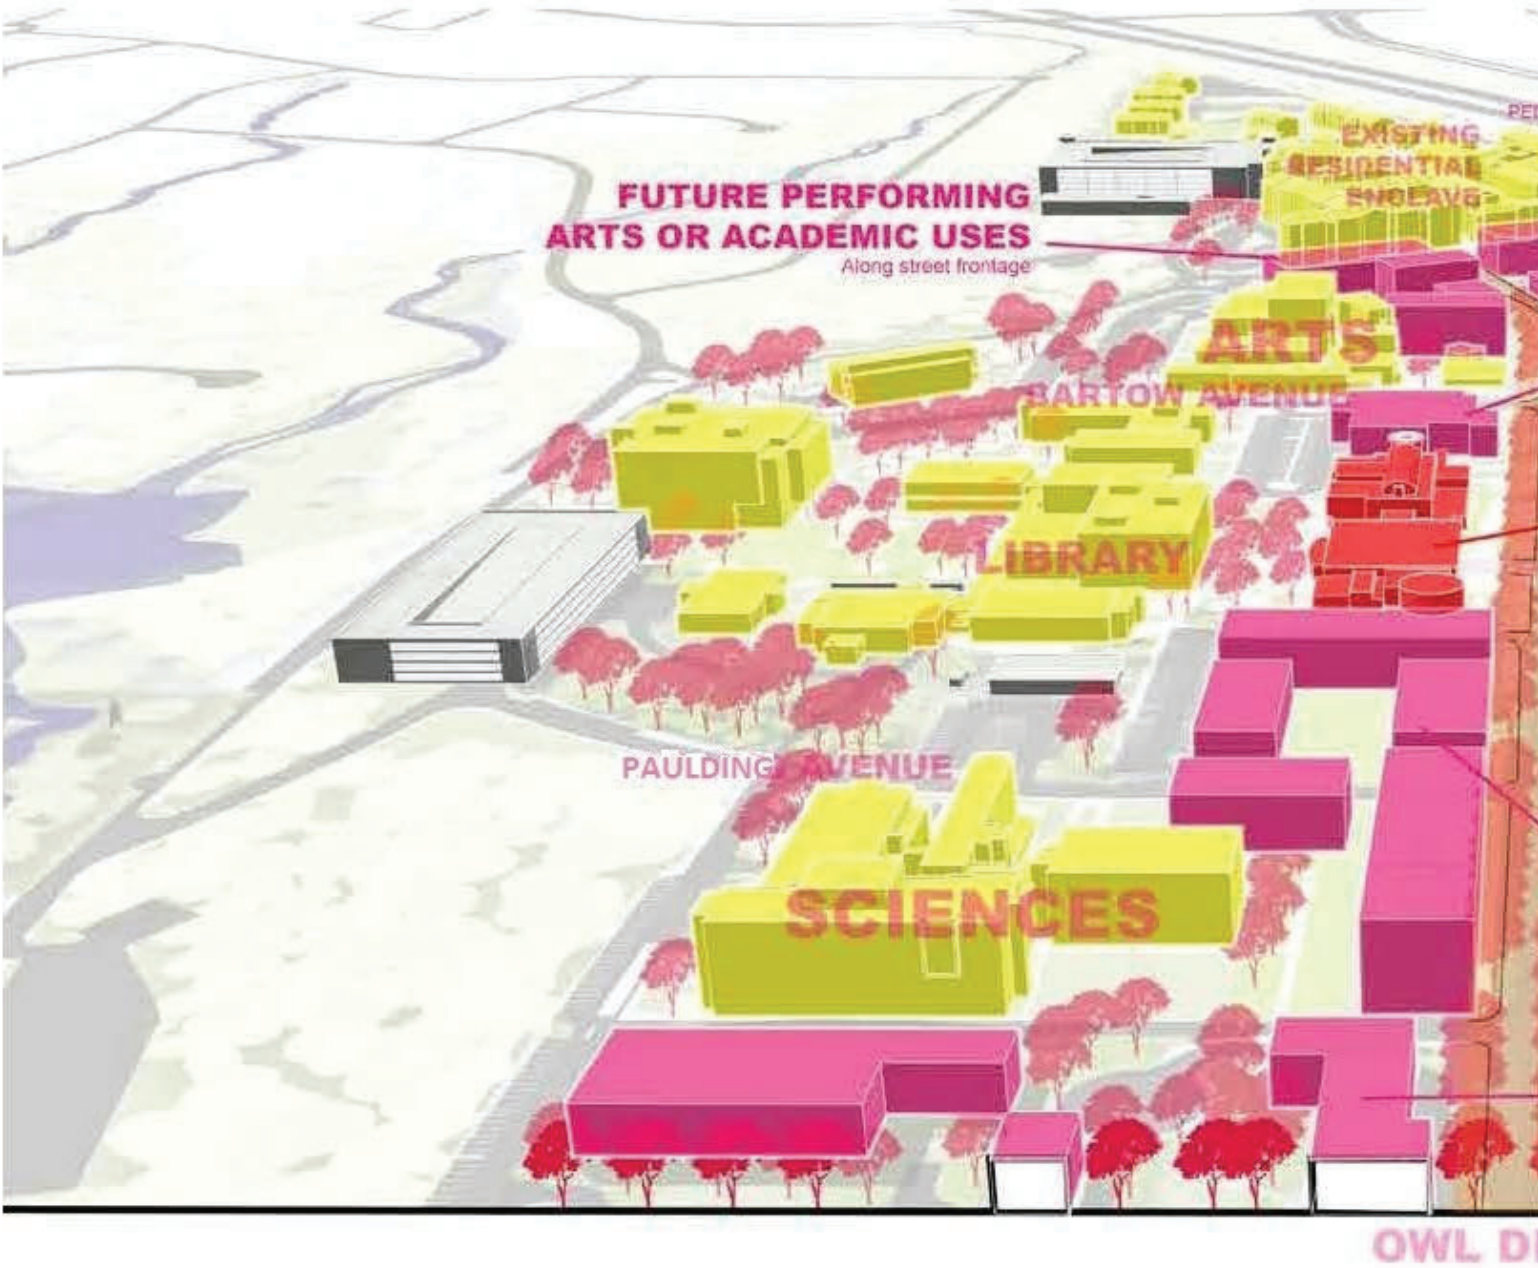 PEL
EXISTING
RESIDENTIAL
ENCLAVE
FUTURE PERFORMING
ARTS OR ACADEMIC USES
Along street frontage
ARTS
BARTOW AVENUE
LIBRARY
PAULDING AVENUE
SCIENCES
OWL D